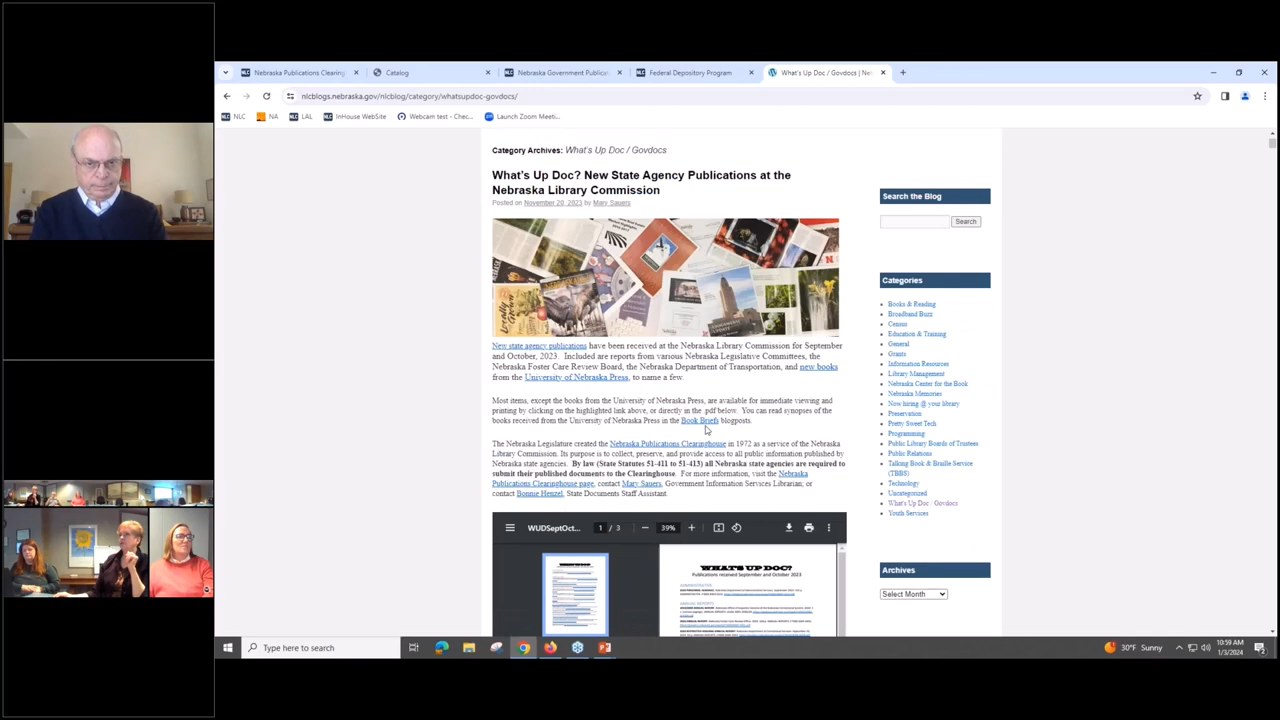 Nebraska Publications Clearing
Catalog
Nebraska Government Publicat
Federal Depository Program
What's Up Doc / Govdocs | Ne
nlcblogs.nebraska.gov/nlcblog/category/whatsupdoc-govdocs/
NLC
NA
LAL
InHouse WebSite
Webcam test - Chec...
Launch Zoom Meeti...
Category Archives: What's Up Doc / Govdocs
What's Up Doc? New State Agency Publications at the
Nebraska Library Commission
Posted on November 20, 2023 by Mary Sauers
New state agency publications have been received at the Nebraska Library Commission for September
and October, 2023. Included are reports from various Nebraska Legislative Committees, the
Nebraska Foster Care Review Board, the Nebraska Department of Transportation, and new books
from the University of Nebraska Press, to name a few.
Most items, except the books from the University of Nebraska Press, are available for immediate viewing and
printing by clicking on the highlighted link above, or directly in the .pdf below. You can read synopses of the
books received from the University of Nebraska Press in the Book Briefs blogposts.
The Nebraska Legislature created the Nebraska Publications Clearinghouse in 1972 as a service of the Nebraska
Library Commission. Its purpose is to collect, preserve, and provide access to all public information published by
Nebraska state agencies. By law (State Statutes 51-411 to 51-413) all Nebraska state agencies are required to
submit their published documents to the Clearinghouse. For more information, visit the Nebraska
Publications Clearinghouse page, contact Mary Sauers, Government Information Services Librarian; or
contact Bonnie Henzel, State Documents Staff Assistant.
WUDSeptOct...
1 / 3
39%
WHAT'S UP DOC?
Publications received September and October 2023
Search the Blog
Search
Categories
Books & Reading
Broadband Buzz
Census
Education & Training
General
Grants
Information Resources
Library Management
Nebraska Center for the Book
Nebraska Memories
Now hiring @ your library
Preservation
Pretty Sweet Tech
Programming
Public Library Boards of Trustees
Public Relations
Talking Book & Braille Service
(TBBS)
Technology
Uncategorized
What's Up Doc / Govdocs
Youth Services
Archives
Select Month
Type here to search
30°F Sunny
10:59 AM
1/3/2024